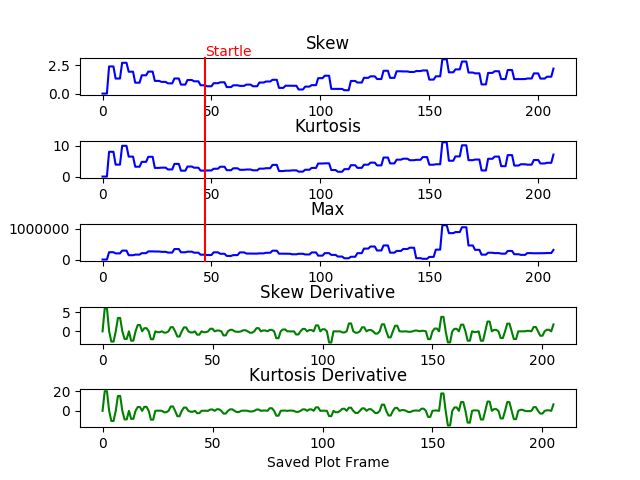 Skew
Startle
2.5
0.0
0 50 100 150 200
Kurtosis
10
0
0 50 100 150 200
Max
1000000
0
0 50 100 150 200
Skew Derivative
5
0
0 50 100 150 200
Kurtosis Derivative
20
0
0 50 100 150 200
Saved Plot Frame